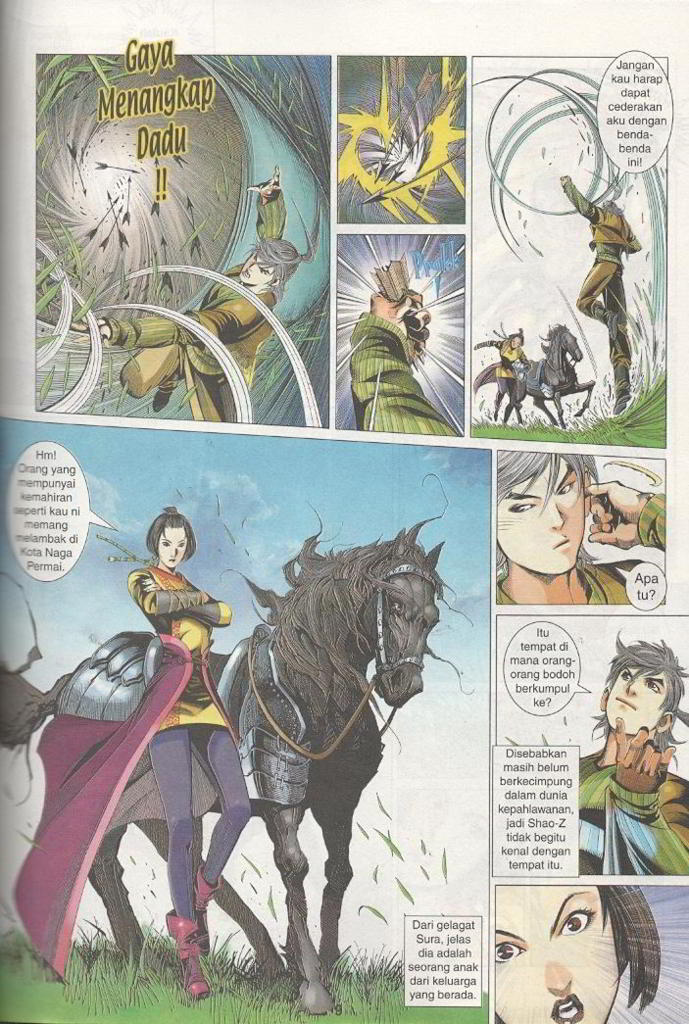 Gaya
Menangkap
Dadu
!!
Jangan
kau harap
dapat
cederakan
aku dengan
benda-
benda
ini!
Hm!
Orang yang
mempunyai
kemahiran
seperti kau ni
memang
melambak di
Kota Naga
Permai.
Apa
tu?
Itu
tempat di
mana orang-
orang bodoh
berkumpul
ke?
Disebabkan
masih belum
berkecimpung
dalam dunia
kepahlawanan,
jadi Shao-Z
tidak begitu
kenal dengan
tempat itu.
Dari gelagat
Sura, jelas
dia adalah
seorang anak
dari keluarga
yang berada.
9